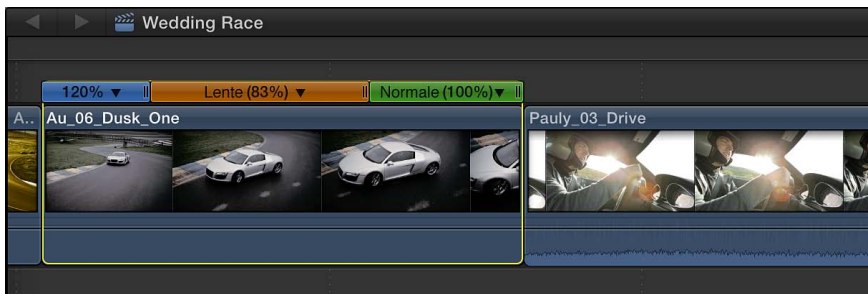 Wedding Race
120% Lente (83%) Normale (100%)
A.. Au_06_Dusk_One Pauly_03_Drive